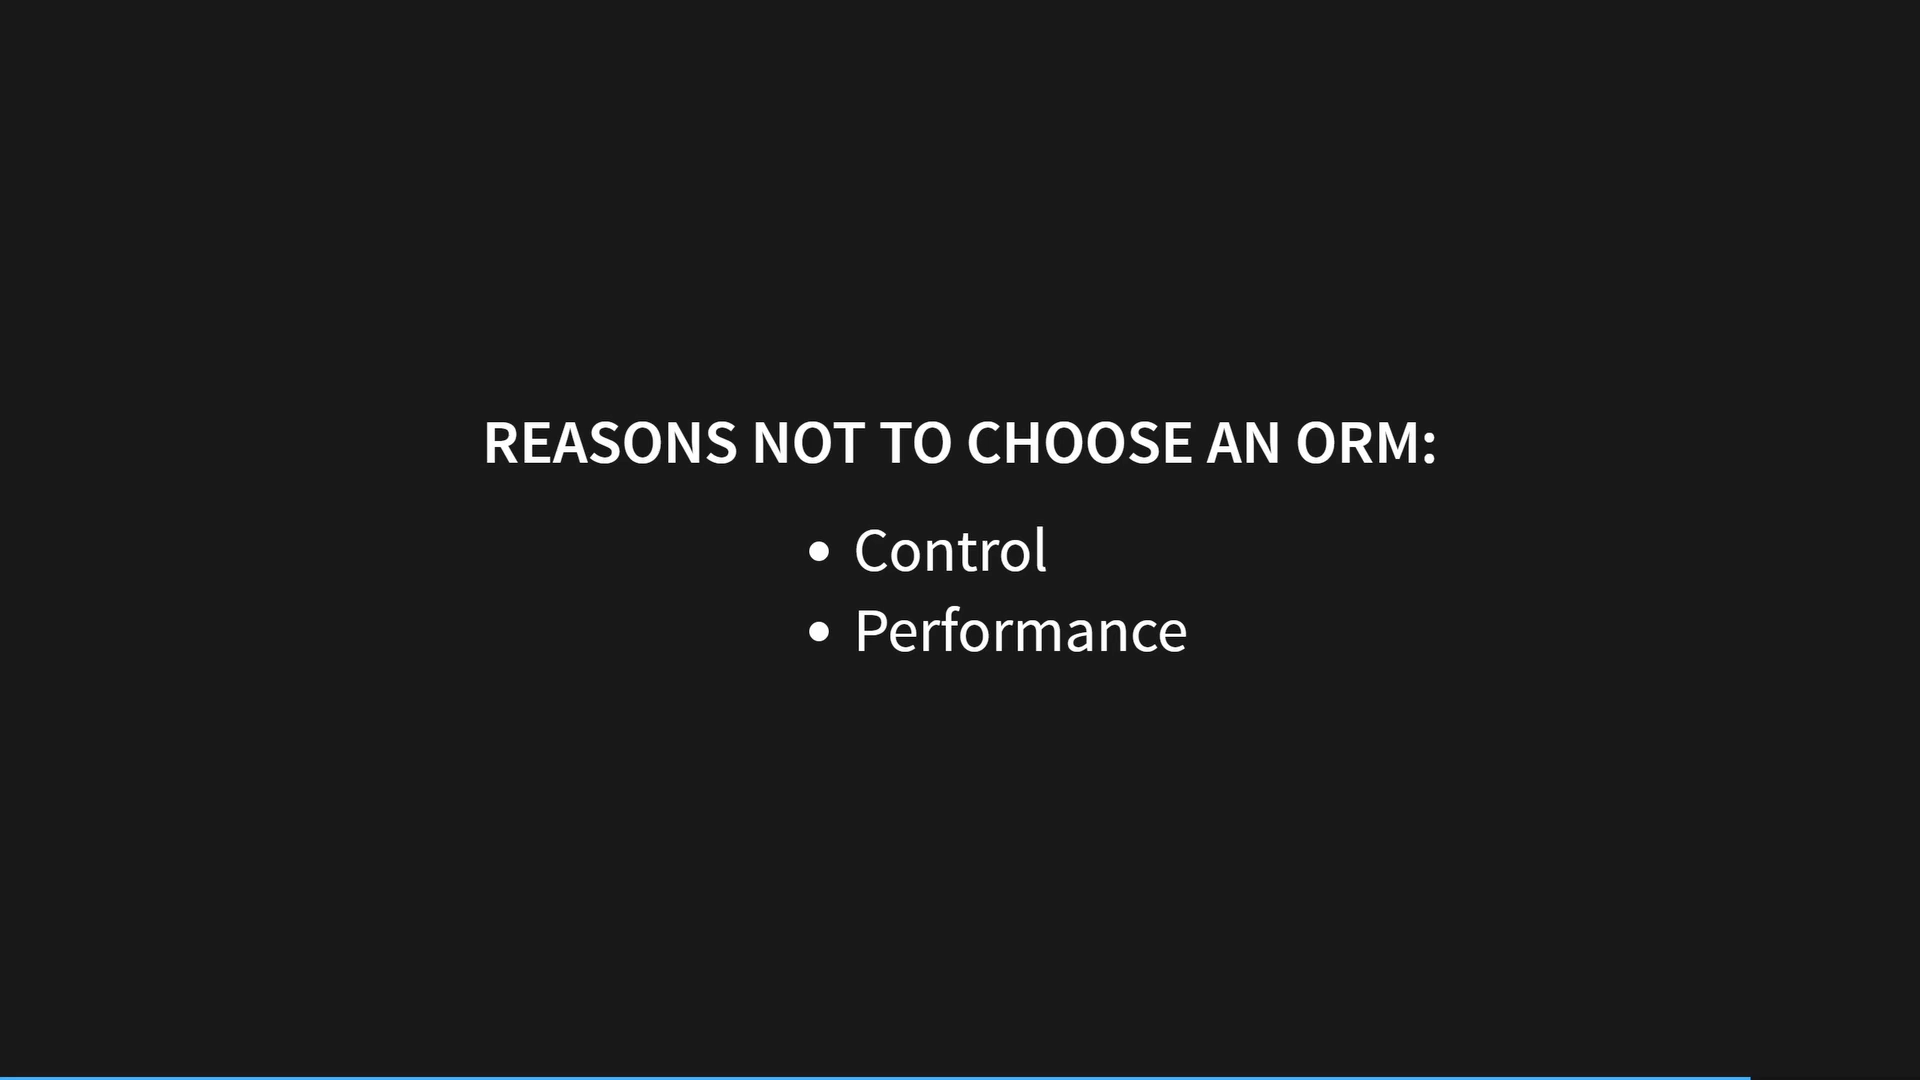 REASONS NOT TO CHOOSE AN ORM:
• Control
• Performance